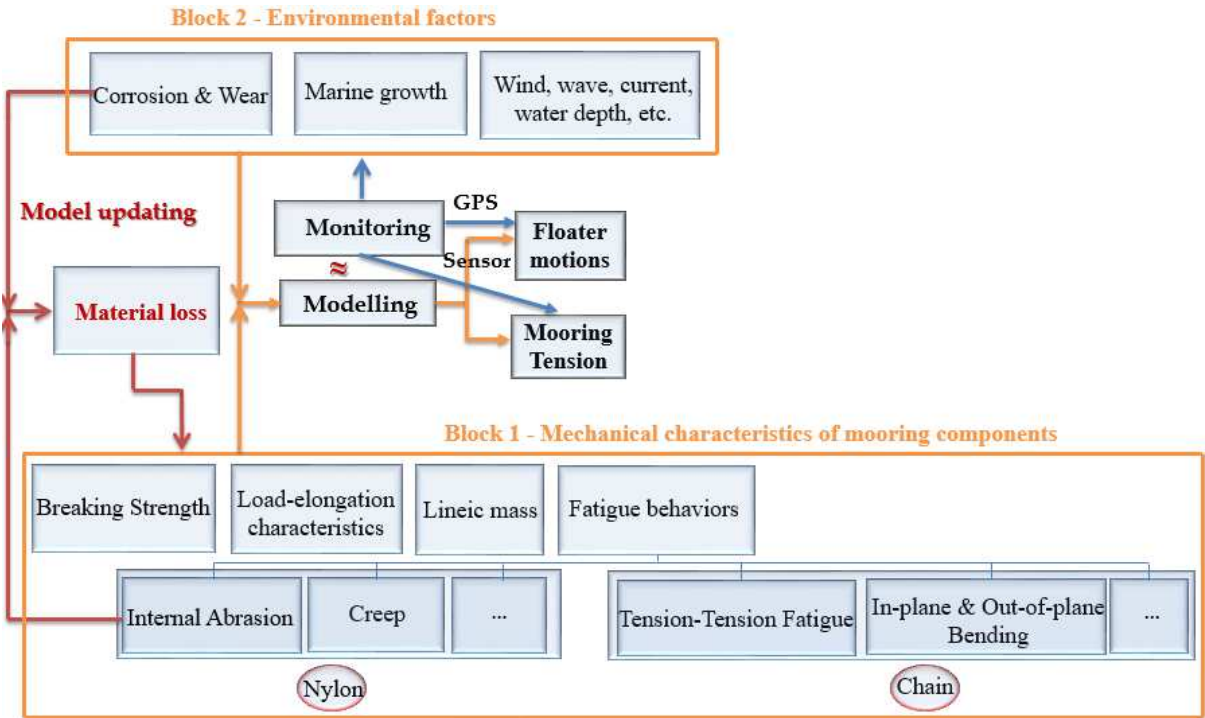 Block 2 - Environmental factors
Corrosion & Wear
Marine growth
Wind, wave, current,
water depth, etc.
Model updating
Monitoring
GPS
Floater
motions
≈
Sensor
Material loss
Modelling
Mooring
Tension
Block 1 - Mechanical characteristics of mooring components
Breaking Strength
Load-elongation
characteristics
Lineic mass
Fatigue behaviors
Internal Abrasion
Creep
...
Tension-Tension Fatigue
In-plane & Out-of-plane
Bending
...
Nylon
Chain